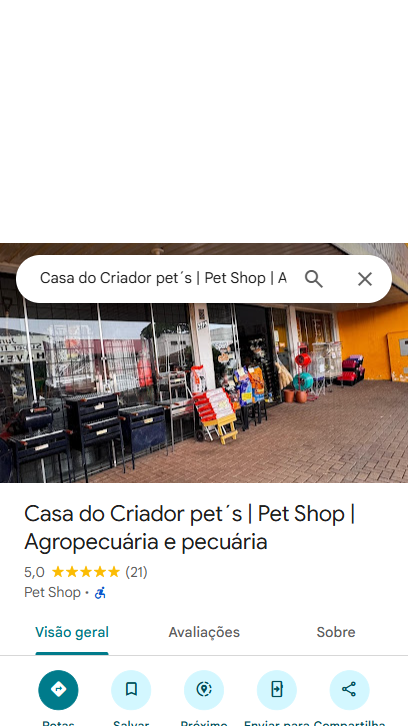 Casa do Criador pet´s | Pet Shop | A
Casa do Criador pet´s | Pet Shop |
Agropecuária e pecuária
5,0 (21)
Pet Shop ·
Visão geral Avaliações Sobre
Rotas Salvar Próximo Enviar para Compartilha